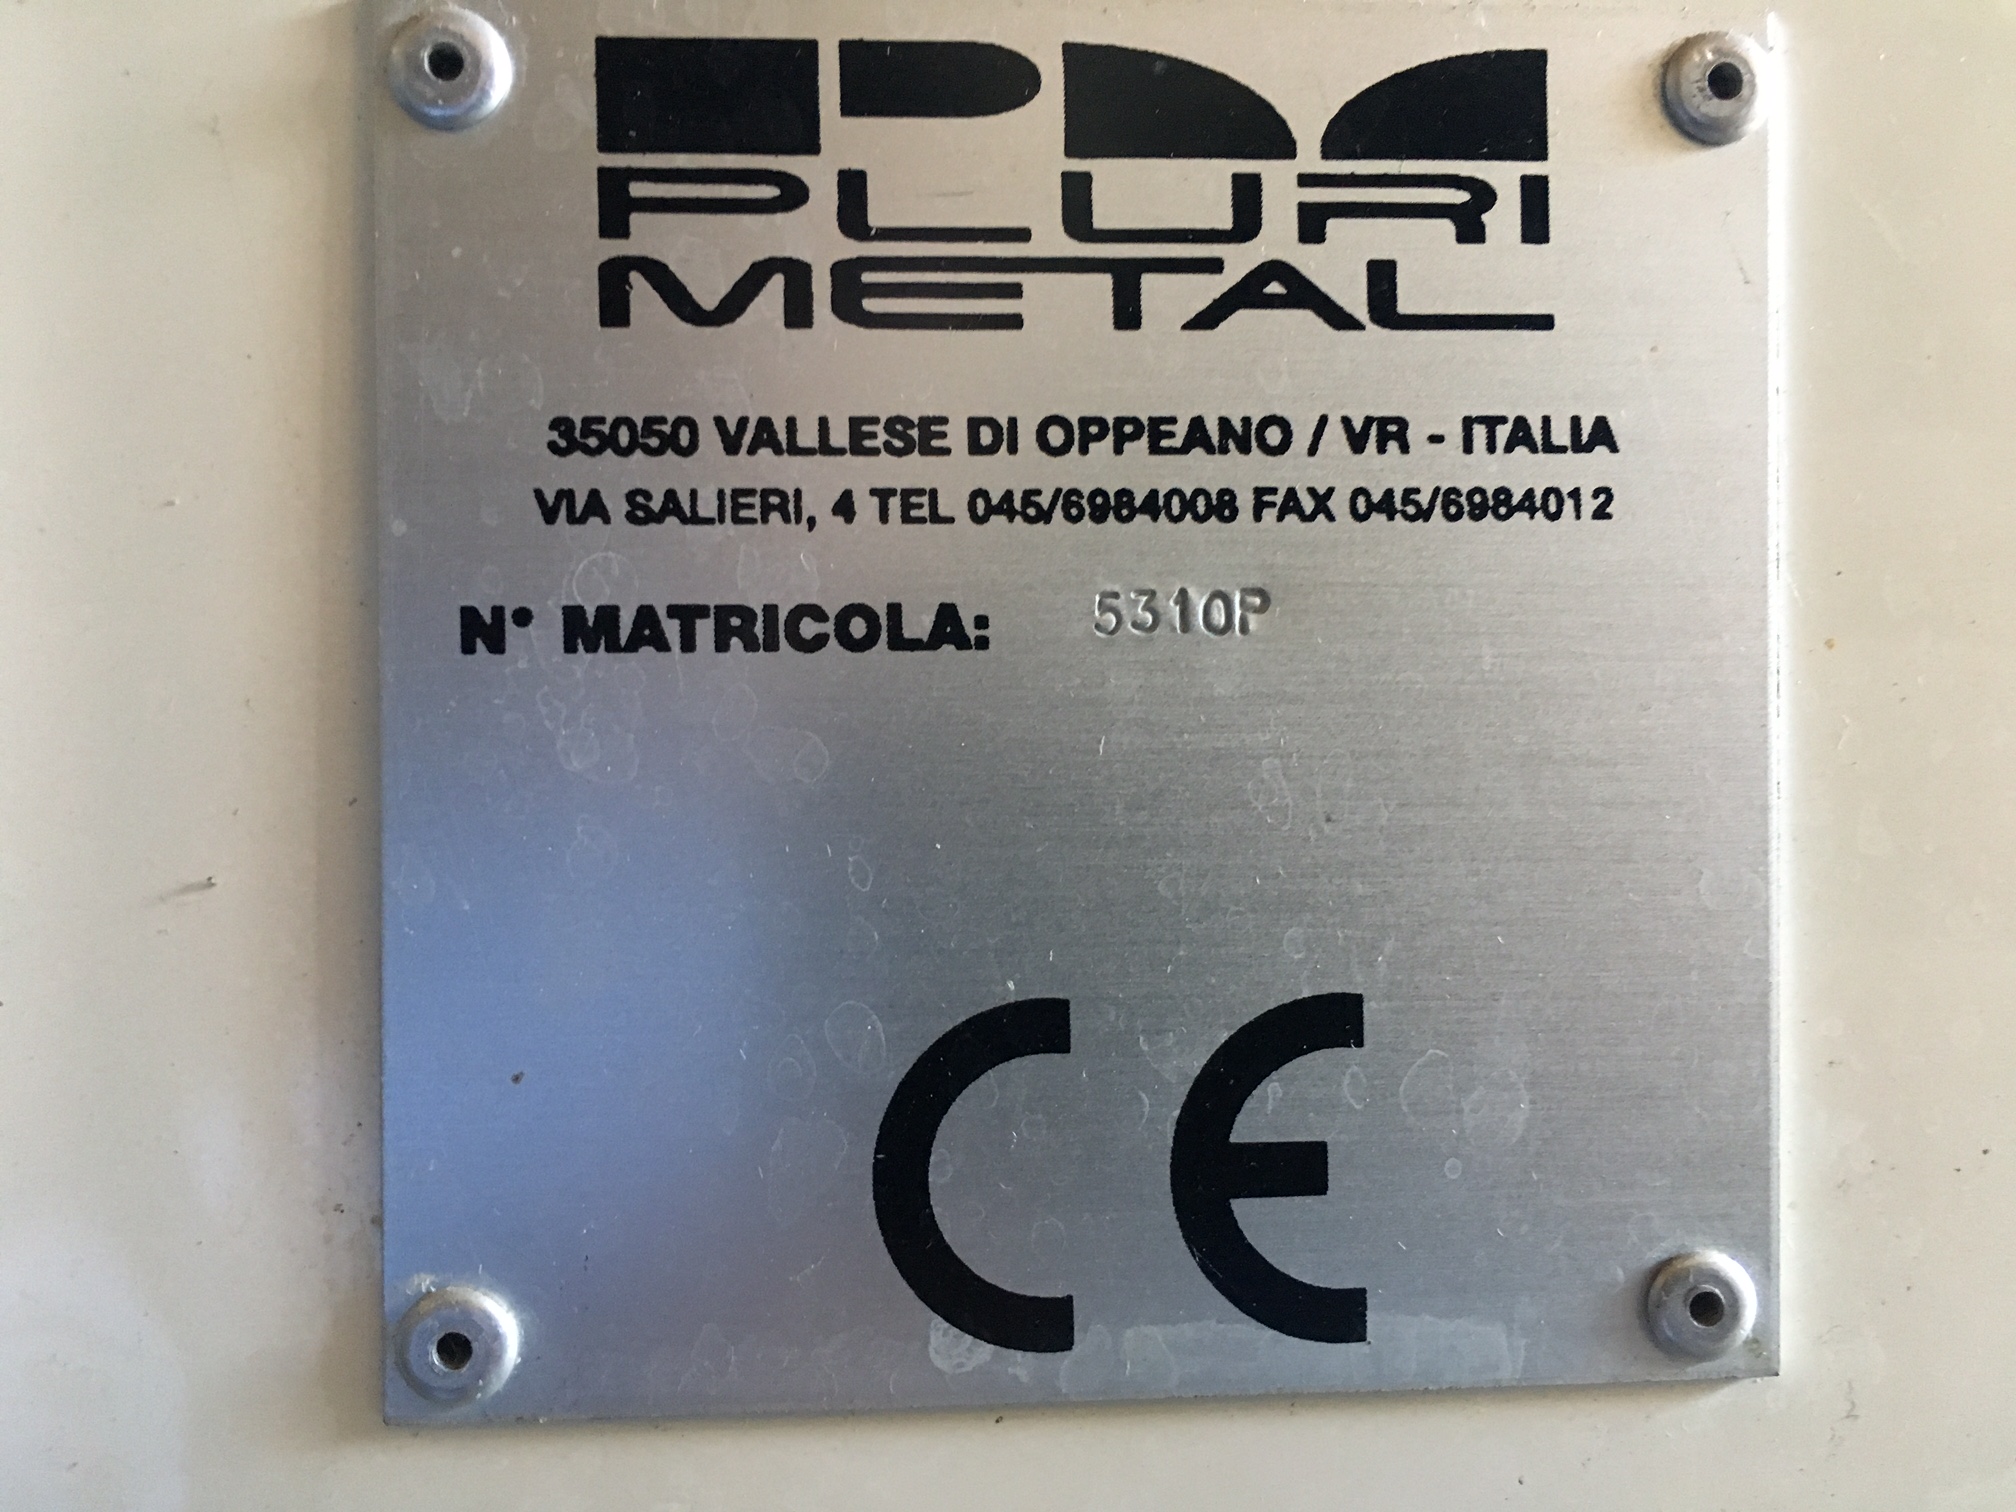 PLURI
METAL
35050 VALLESE DI OPPEANO / VR - ITALIA
VIA SALIERI, 4 TEL 045/6984008 FAX 045/6984012
N° MATRICOLA: 5310P
CE